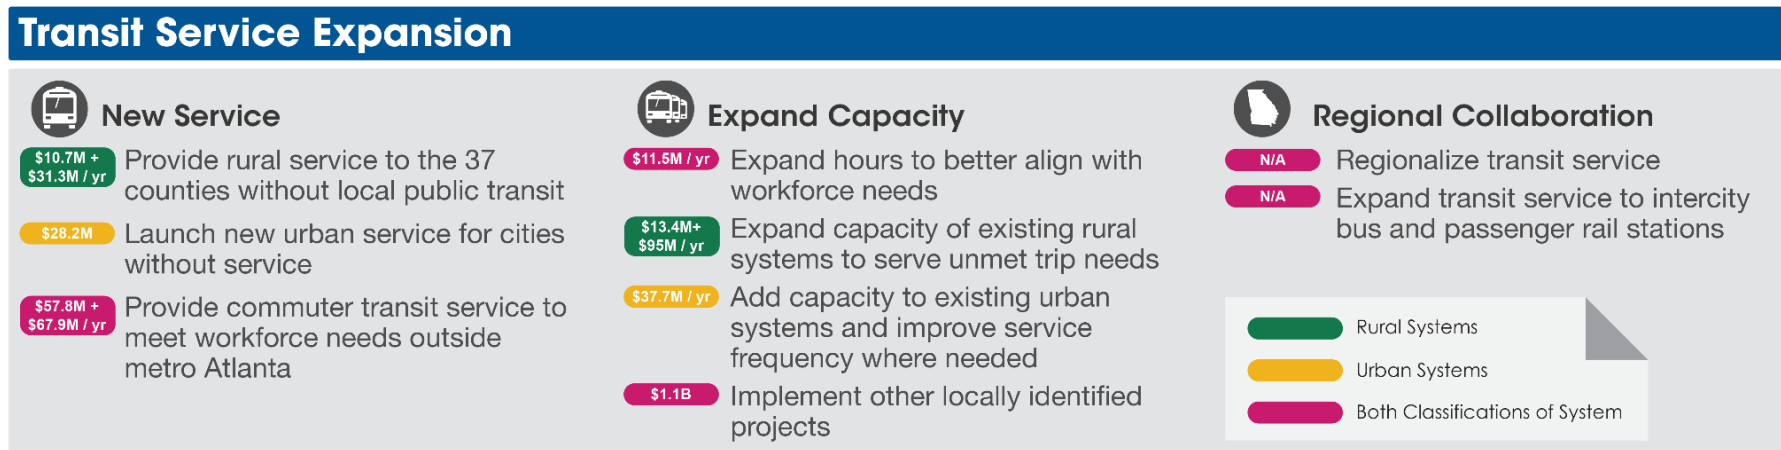 Transit Service Expansion
New Service
$10.7M +
$31.3M / yr
Provide rural service to the 37
counties without local public transit
$28.2M
Launch new urban service for cities
without service
$57.8M +
$67.9M / yr
Provide commuter transit service to
meet workforce needs outside
metro Atlanta
Expand Capacity
$11.5M / yr
Expand hours to better align with
workforce needs
$13.4M+
$95M / yr
Expand capacity of existing rural
systems to serve unmet trip needs
$37.7M / yr
Add capacity to existing urban
systems and improve service
frequency where needed
$1.1B
Implement other locally identified
projects
Regional Collaboration
N/A
Regionalize transit service
N/A
Expand transit service to intercity
bus and passenger rail stations
Rural Systems
Urban Systems
Both Classifications of System